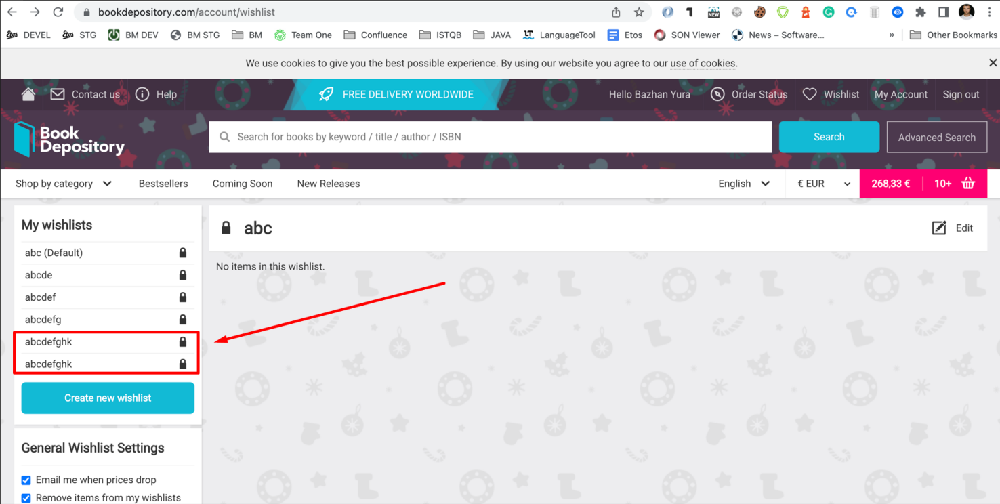 bookdepository.com/account/wishlist
NEW
DEVEL STG BM DEV BM STG BM Team One Confluence ISTQB JAVA LanguageTool Etos SON Viewer News – Software... » Other Bookmarks
We use cookies to give you the best possible experience. By using our website you agree to our use of cookies.
Contact us Help FREE DELIVERY WORLDWIDE Hello Bazhan Yura Order Status Wishlist My Account Sign out
Book
Depository
Search for books by keyword / title / author / ISBN Search Advanced Search
Shop by category Bestsellers Coming Soon New Releases English € EUR 268,33 € 10+
My wishlists
abc (Default)
abcde
abcdef
abcdefg
abcdefghk
abcdefghk
Create new wishlist
abc Edit
No items in this wishlist.
General Wishlist Settings
Email me when prices drop
Remove items from my wishlists